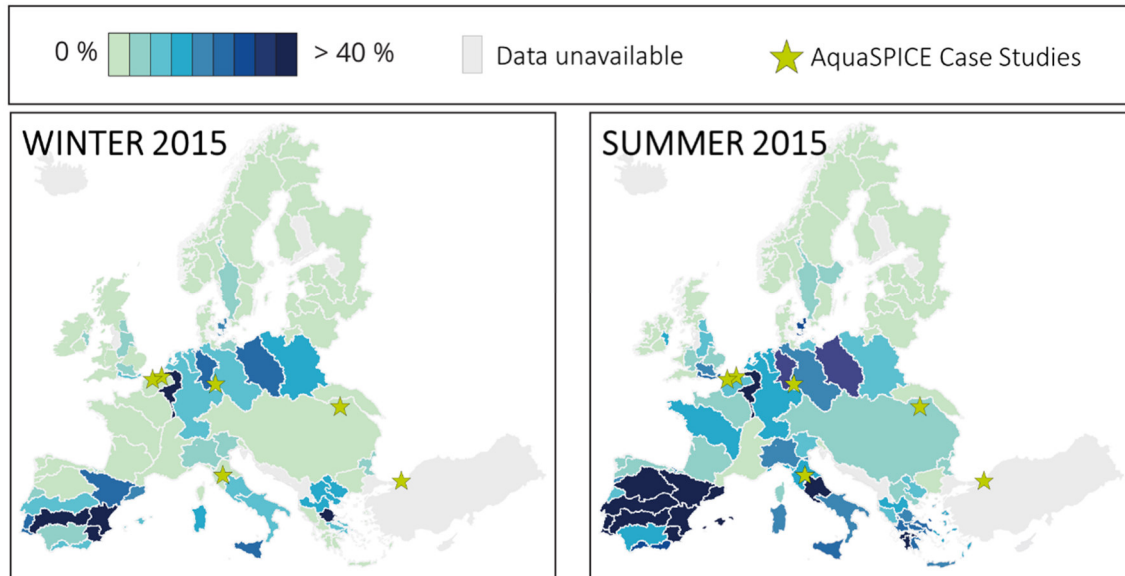 0 % > 40 % Data unavailable AquaSPICE Case Studies
WINTER 2015
SUMMER 2015